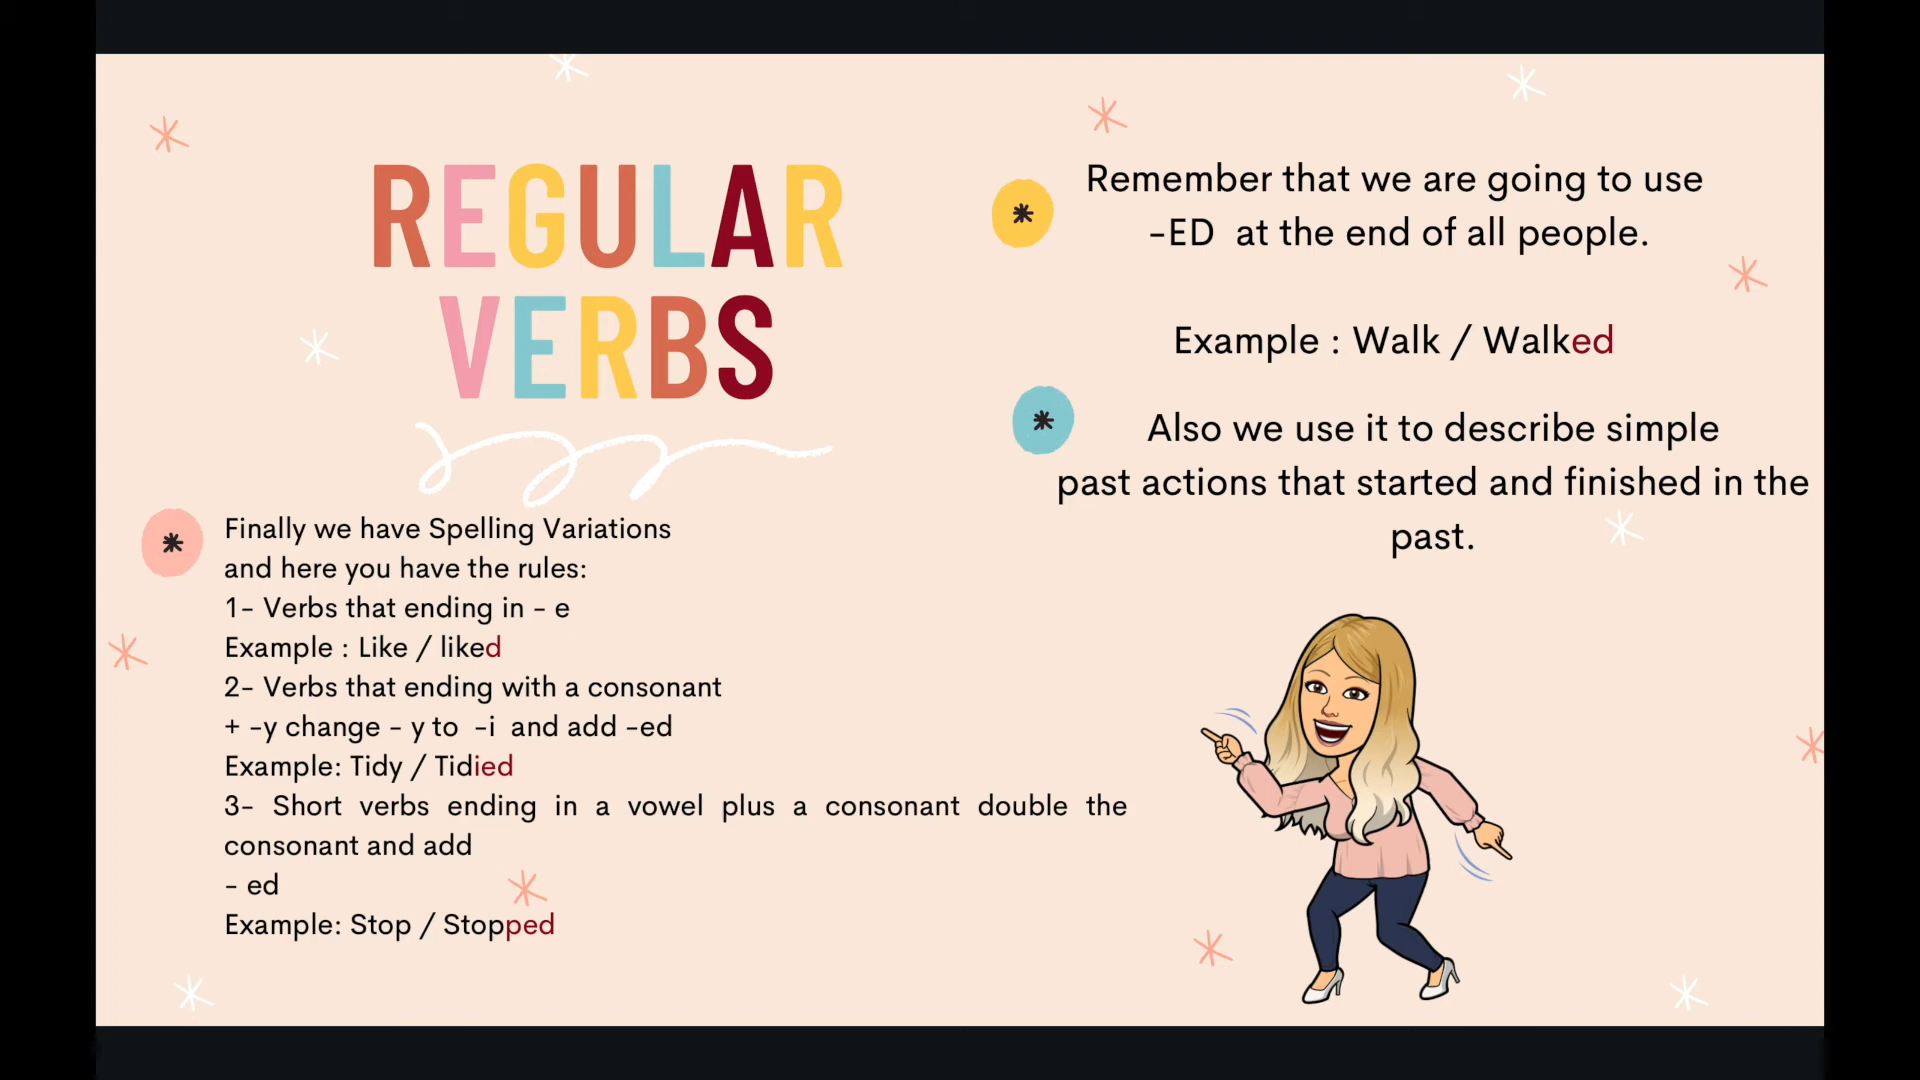 REGULAR
VERBS
Remember that we are going to use
-ED at the end of all people.
Example : Walk / Walked
Also we use it to describe simple
past actions that started and finished in the
past.
Finally we have Spelling Variations
and here you have the rules:
1- Verbs that ending in - e
Example : Like / liked
2- Verbs that ending with a consonant
+ -y change - y to -i and add -ed
Example: Tidy / Tidied
3- Short verbs ending in a vowel plus a consonant double the
consonant and add
- ed
Example: Stop / Stopped